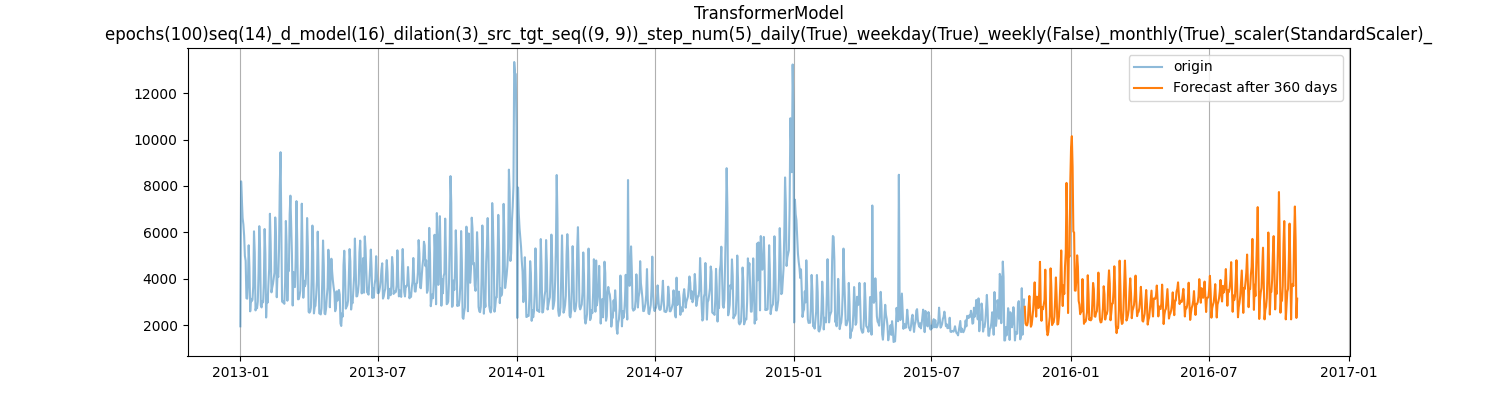 TransformerModel
epochs(100)seq(14)_d_model(16)_dilation(3)_src_tgt_seq((9, 9))_step_num(5)_daily(True)_weekday(True)_weekly(False)_monthly(True)_scaler(StandardScaler)_
origin
Forecast after 360 days
12000
10000
8000
6000
4000
2000
2013-01 2013-07 2014-01 2014-07 2015-01 2015-07 2016-01 2016-07 2017-01